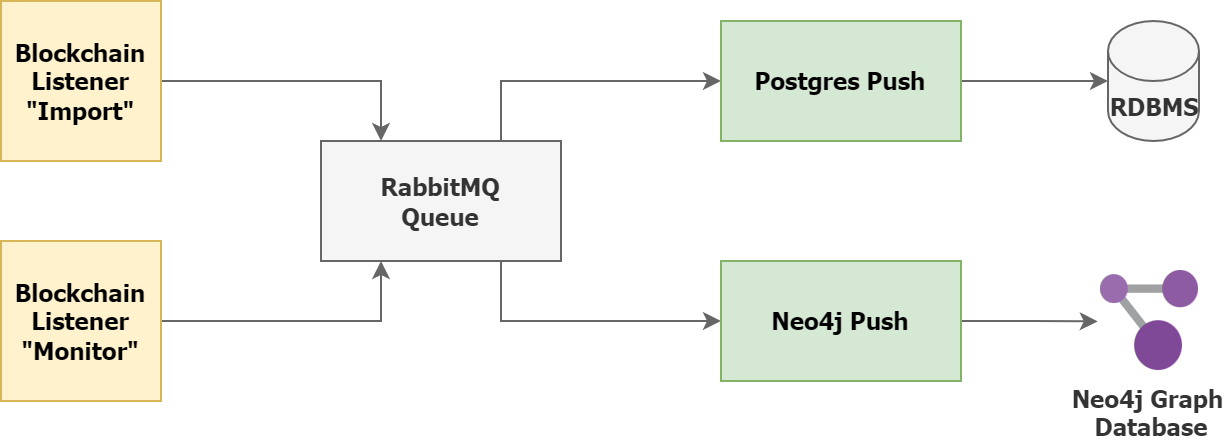 Blockchain
Listener
"Import"
Postgres Push
RDBMS
RabbitMQ
Queue
Blockchain
Listener
"Monitor"
Neo4j Push
Neo4j Graph
Database